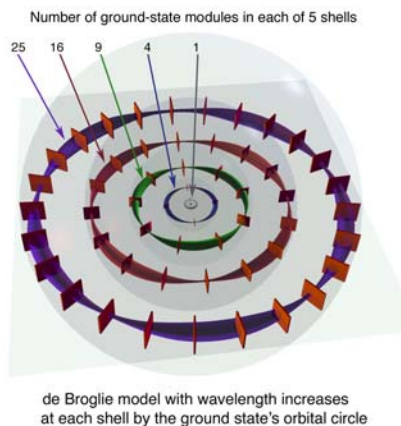 Number of ground-state modules in each of 5 shells
25 16 9 4 1
de Broglie model with wavelength increases
at each shell by the ground state's orbital circle